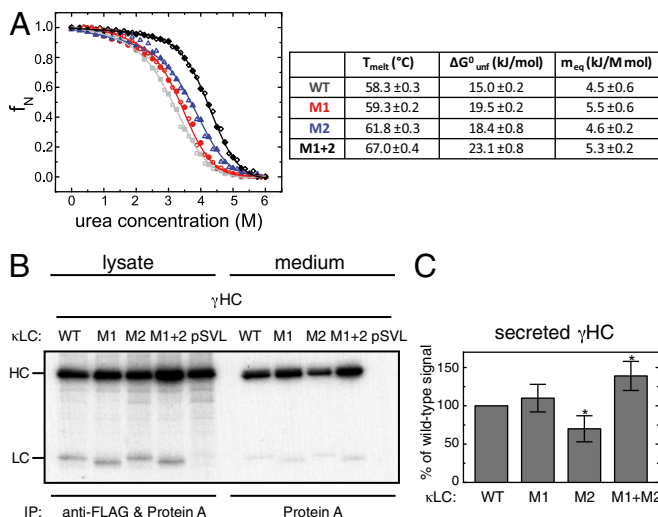 A
f_N
1.0
0.8
0.6
0.4
0.2
0.0
0 1 2 3 4 5 6
urea concentration (M)
T_melt (°C) ΔG⁰_unf (kJ/mol) m_eq (kJ/M mol)
WT 58.3 ±0.3 15.0 ±0.2 4.5 ±0.6
M1 59.3 ±0.2 19.5 ±0.2 5.5 ±0.6
M2 61.8 ±0.3 18.4 ±0.8 4.6 ±0.2
M1+2 67.0 ±0.4 23.1 ±0.8 5.3 ±0.2
B
lysate medium
γHC
κLC: WT M1 M2 M1+2 pSVL WT M1 M2 M1+2 pSVL
HC
LC
IP: anti-FLAG & Protein A Protein A
C
secreted γHC
% of wild-type signal
150
100
50
0
κLC: WT M1 M2 M1+M2
* *